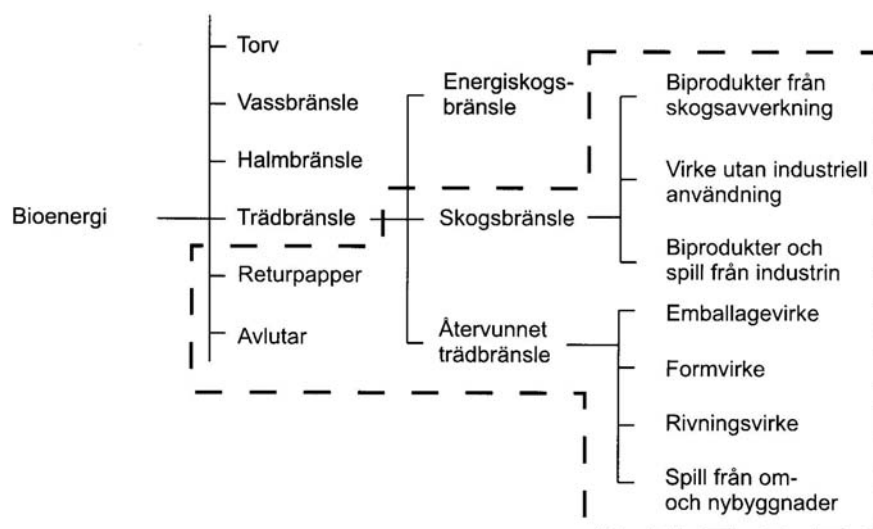 Bioenergi
Torv
Vassbränsle
Halmbränsle
Trädbränsle
Returpapper
Avlutar
Energiskogs-
bränsle
Skogsbränsle
Återvunnet
trädbränsle
Biprodukter från
skogsavverkning
Virke utan industriell
användning
Biprodukter och
spill från industrin
Emballagevirke
Formvirke
Rivningsvirke
Spill från om-
och nybyggnader